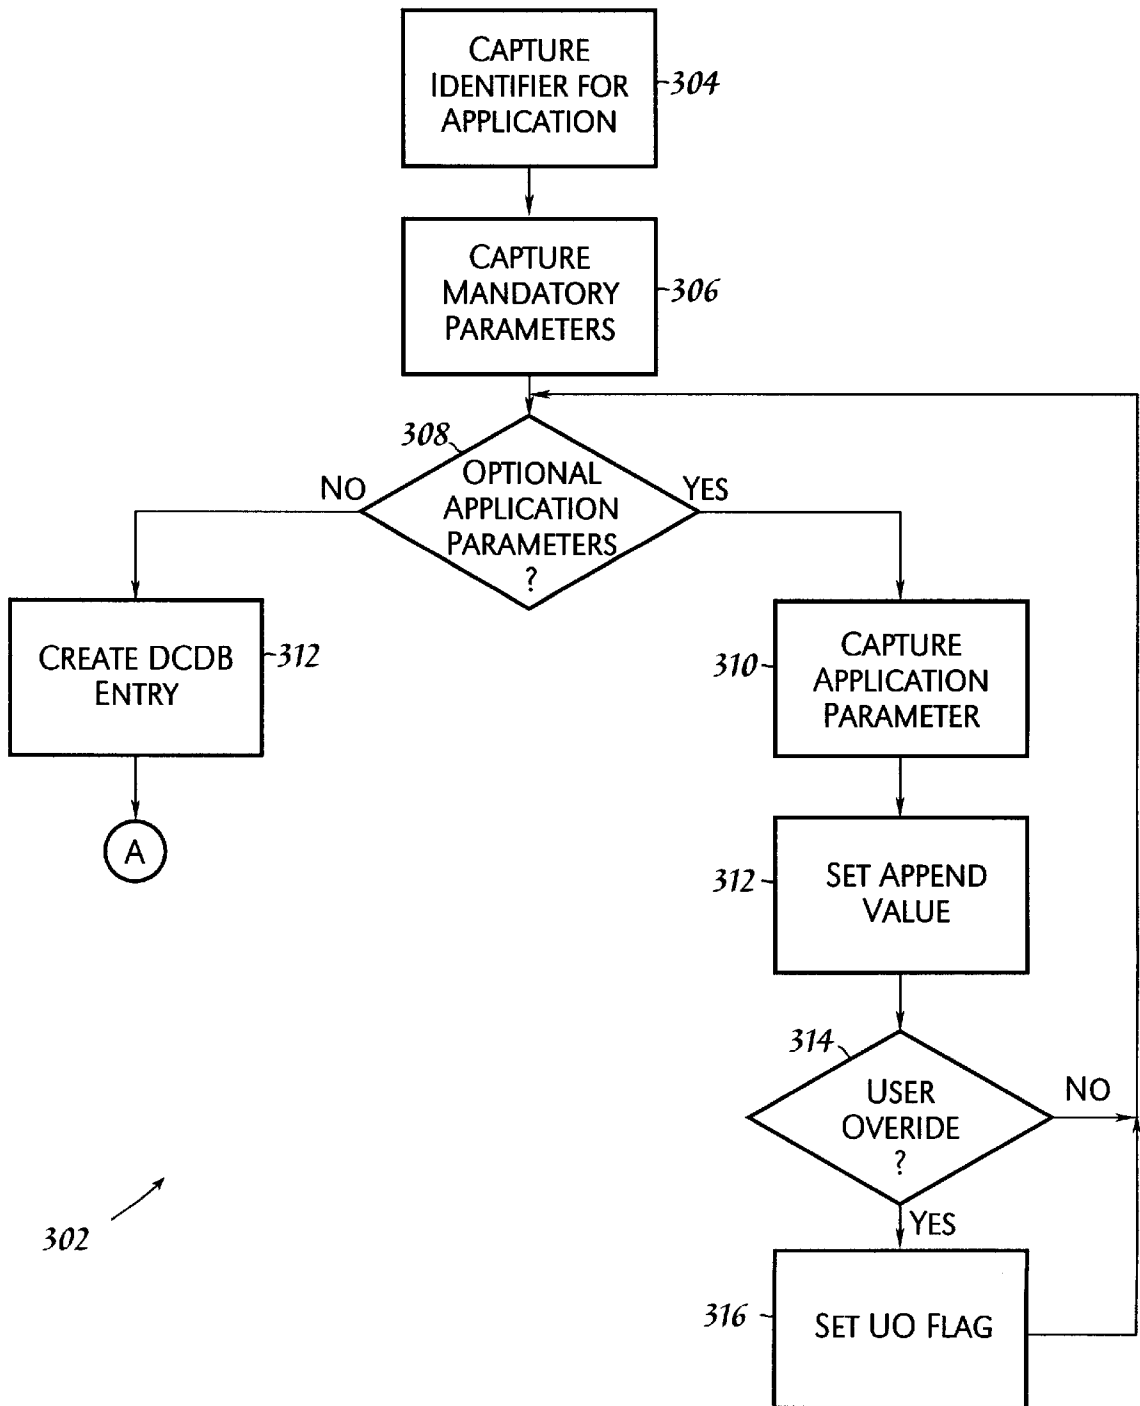 CAPTURE
IDENTIFIER FOR
APPLICATION
304
CAPTURE
MANDATORY
PARAMETERS
306
308
OPTIONAL
APPLICATION
PARAMETERS
?
NO
YES
CREATE DCDB
ENTRY
312
A
310
CAPTURE
APPLICATION
PARAMETER
312
SET APPEND
VALUE
314
USER
OVERIDE
?
NO
YES
316
SET UO FLAG
302